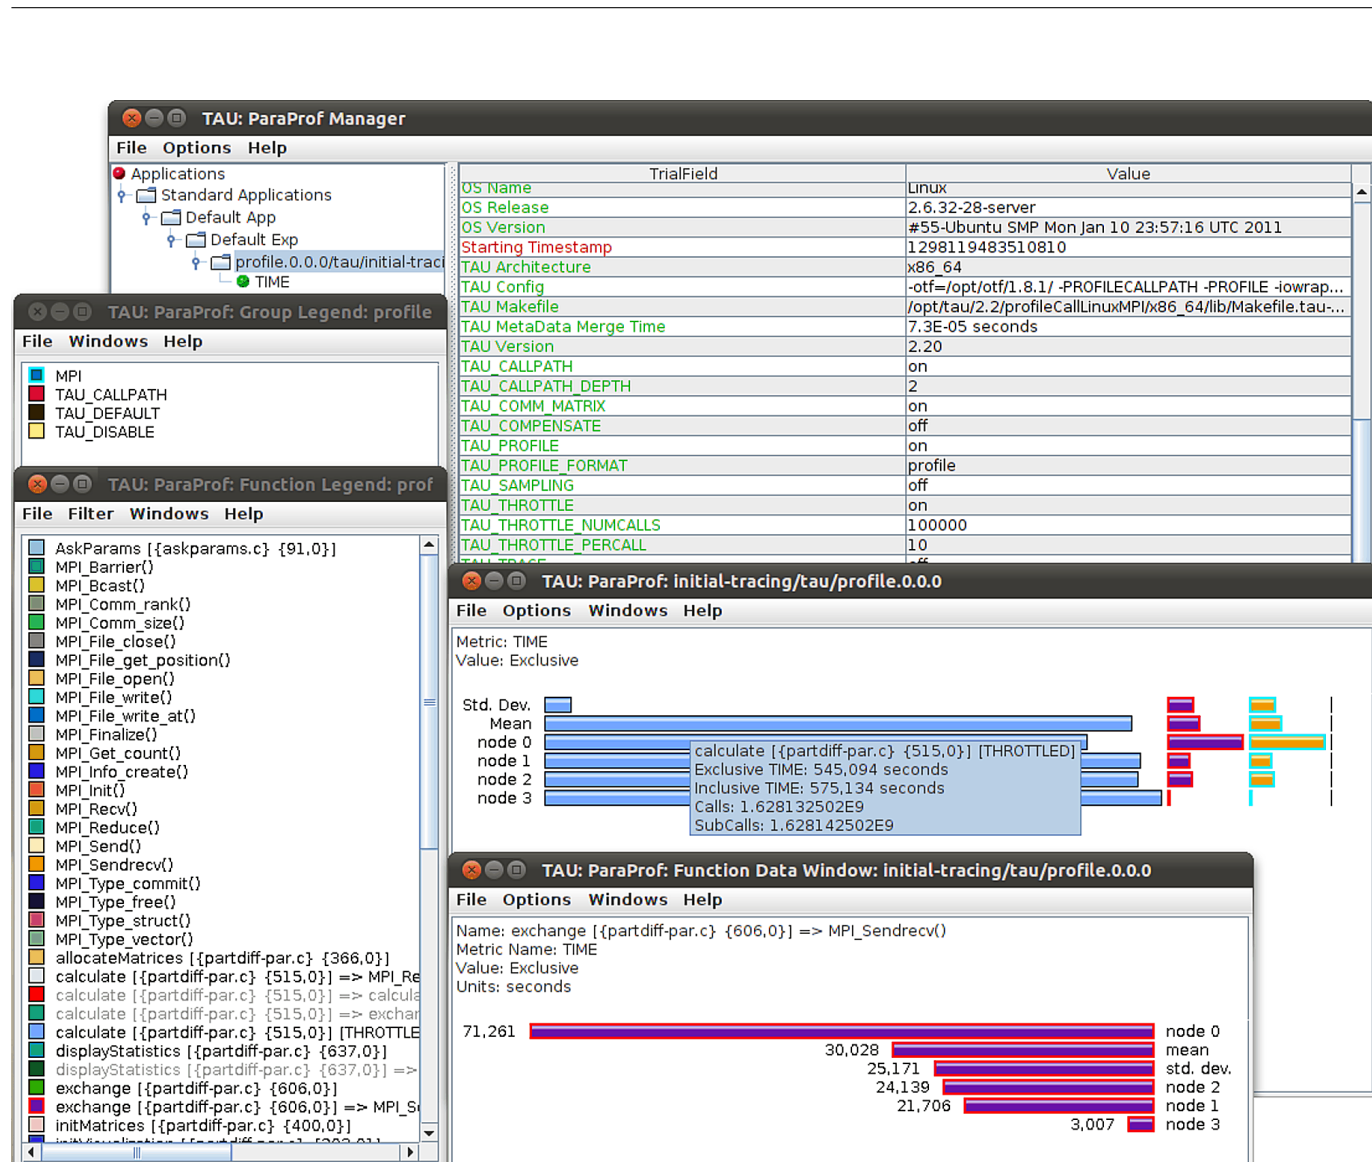 TAU: ParaProf Manager
File Options Help
Applications
Standard Applications
Default App
Default Exp
profile.0.0.0/tau/initial-traci
TIME
TrialField Value
OS Name Linux
OS Release 2.6.32-28-server
OS Version #55-Ubuntu SMP Mon Jan 10 23:57:16 UTC 2011
Starting Timestamp 1298119483510810
TAU Architecture x86_64
TAU Config -otf=/opt/otf/1.8.1/ -PROFILECALLPATH -PROFILE -iowrap...
TAU Makefile /opt/tau/2.2/profileCallLinuxMPI/x86_64/lib/Makefile.tau-...
TAU MetaData Merge Time 7.3E-05 seconds
TAU Version 2.20
TAU_CALLPATH on
TAU_CALLPATH_DEPTH 2
TAU_COMM_MATRIX on
TAU_COMPENSATE off
TAU_PROFILE on
TAU_PROFILE_FORMAT profile
TAU_SAMPLING off
TAU_THROTTLE on
TAU_THROTTLE_NUMCALLS 100000
TAU_THROTTLE_PERCALL 10
TAU_TRACE off
TAU: ParaProf: Group Legend: profile
File Windows Help
MPI
TAU_CALLPATH
TAU_DEFAULT
TAU_DISABLE
TAU: ParaProf: Function Legend: prof
File Filter Windows Help
AskParams [{askparams.c} {91,0}]
MPI_Barrier()
MPI_Bcast()
MPI_Comm_rank()
MPI_Comm_size()
MPI_File_close()
MPI_File_get_position()
MPI_File_open()
MPI_File_write()
MPI_File_write_at()
MPI_Finalize()
MPI_Get_count()
MPI_Info_create()
MPI_Init()
MPI_Recv()
MPI_Reduce()
MPI_Send()
MPI_Sendrecv()
MPI_Type_commit()
MPI_Type_free()
MPI_Type_struct()
MPI_Type_vector()
allocateMatrices [{partdiff-par.c} {366,0}]
calculate [{partdiff-par.c} {515,0}] => MPI_Re
calculate [{partdiff-par.c} {515,0}] => calcula
calculate [{partdiff-par.c} {515,0}] => exchar
calculate [{partdiff-par.c} {515,0}] [THROTTLE
displayStatistics [{partdiff-par.c} {637,0}]
displayStatistics [{partdiff-par.c} {637,0}] =>
exchange [{partdiff-par.c} {606,0}]
exchange [{partdiff-par.c} {606,0}] => MPI_S
initMatrices [{partdiff-par.c} {400,0}]
TAU: ParaProf: initial-tracing/tau/profile.0.0.0
File Options Windows Help
Metric: TIME
Value: Exclusive
Std. Dev.
Mean
node 0
node 1
node 2
node 3
calculate [{partdiff-par.c} {515,0}] [THROTTLED]
Exclusive TIME: 545,094 seconds
Inclusive TIME: 575,134 seconds
Calls: 1.628132502E9
SubCalls: 1.628142502E9
TAU: ParaProf: Function Data Window: initial-tracing/tau/profile.0.0.0
File Options Windows Help
Name: exchange [{partdiff-par.c} {606,0}] => MPI_Sendrecv()
Metric Name: TIME
Value: Exclusive
Units: seconds
71,261 node 0
30,028 mean
25,171 std. dev.
24,139 node 2
21,706 node 1
3,007 node 3